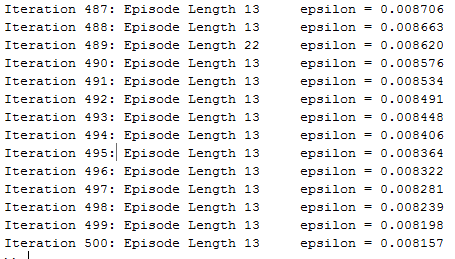 Iteration 487: Episode Length 13     epsilon = 0.008706
Iteration 488: Episode Length 13     epsilon = 0.008663
Iteration 489: Episode Length 22     epsilon = 0.008620
Iteration 490: Episode Length 13     epsilon = 0.008576
Iteration 491: Episode Length 13     epsilon = 0.008534
Iteration 492: Episode Length 13     epsilon = 0.008491
Iteration 493: Episode Length 13     epsilon = 0.008448
Iteration 494: Episode Length 13     epsilon = 0.008406
Iteration 495: Episode Length 13     epsilon = 0.008364
Iteration 496: Episode Length 13     epsilon = 0.008322
Iteration 497: Episode Length 13     epsilon = 0.008281
Iteration 498: Episode Length 13     epsilon = 0.008239
Iteration 499: Episode Length 13     epsilon = 0.008198
Iteration 500: Episode Length 13     epsilon = 0.008157